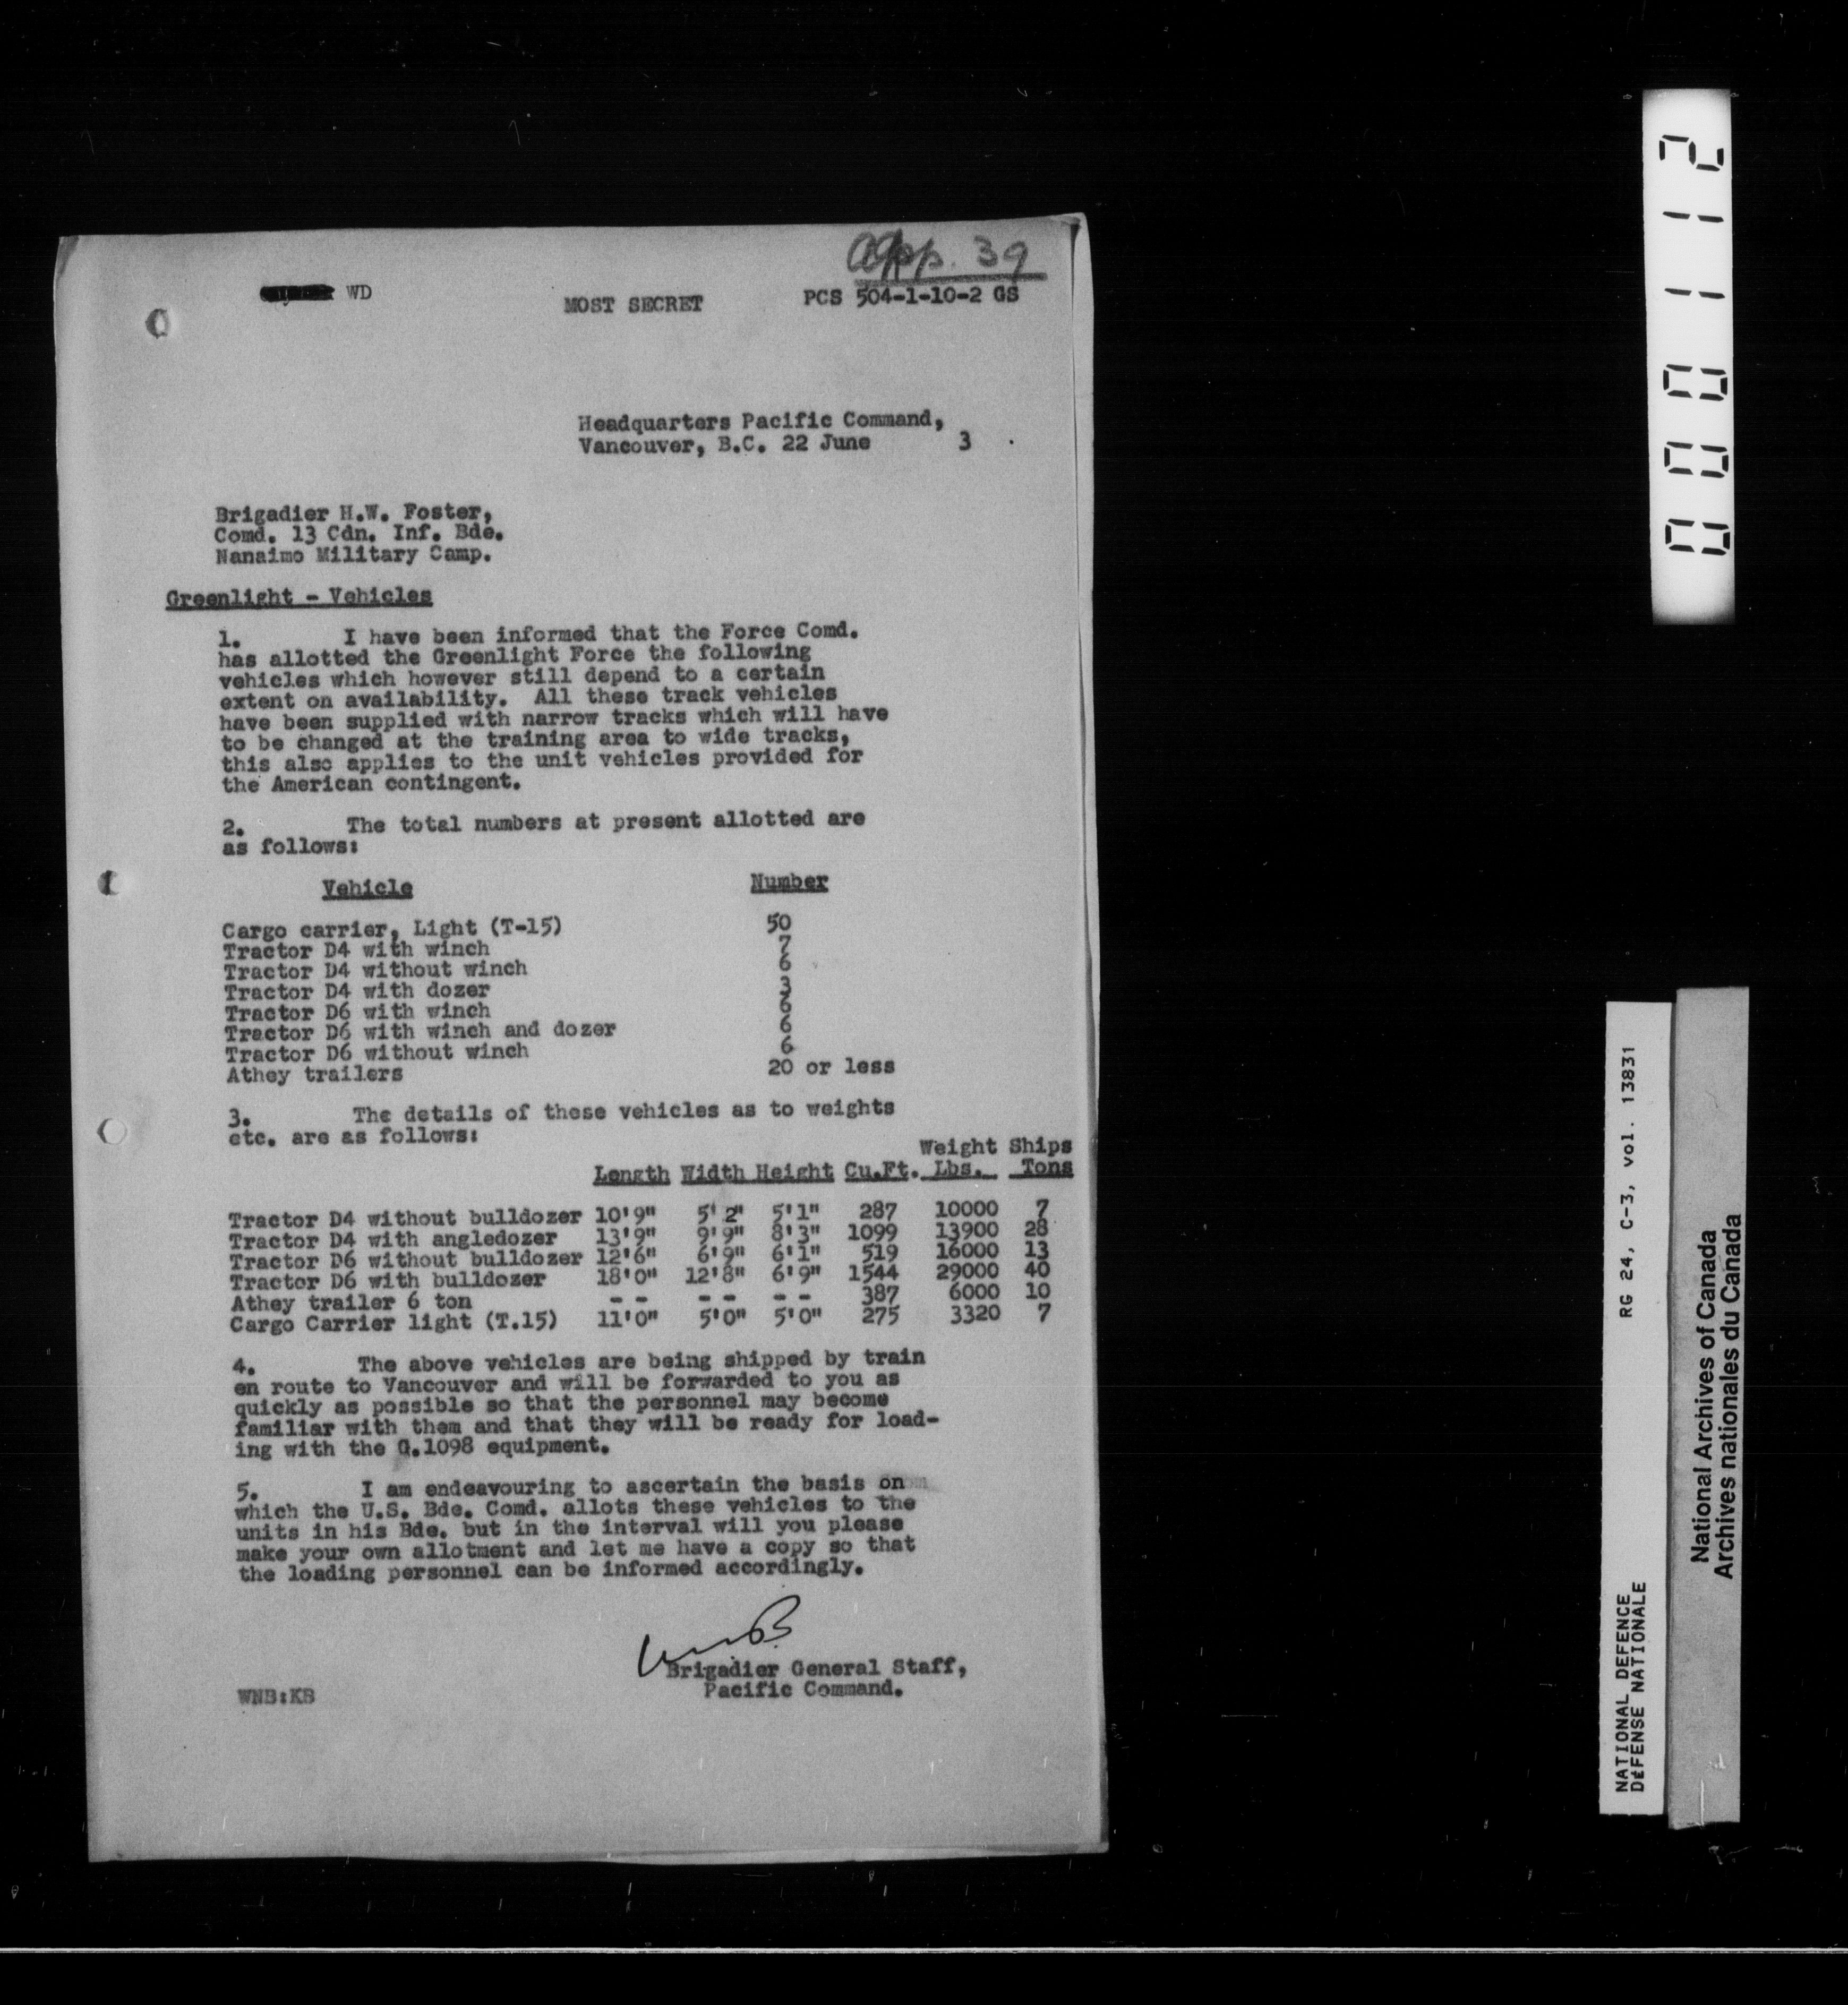 App. 39
WD
MOST SECRET
PCS 504-1-10-2 GS
Headquarters Pacific Command,
Vancouver, B.C. 22 June 3
Brigadier H.W. Foster,
Comd. 13 Cdn. Inf. Bde.
Nanaimo Military Camp.
Greenlight - Vehicles
1. I have been informed that the Force Comd.
has allotted the Greenlight Force the following
vehicles which however still depend to a certain
extent on availability. All these track vehicles
have been supplied with narrow tracks which will have
to be changed at the training area to wide tracks,
this also applies to the unit vehicles provided for
the American contingent.
2. The total numbers at present allotted are
as follows:
Vehicle Number
Cargo carrier, Light (T-15) 50
Tractor D4 with winch 7
Tractor D4 without winch 6
Tractor D4 with dozer 3
Tractor D6 with winch 6
Tractor D6 with winch and dozer 6
Tractor D6 without winch 6
Athey trailers 20 or less
3. The details of these vehicles as to weights
etc. are as follows:
Weight Ships
Length Width Height Cu.Ft. Lbs. Tons
Tractor D4 without bulldozer 10'9" 5'2" 5'1" 287 10000 7
Tractor D4 with angledozer 13'9" 9'9" 8'3" 1099 13900 28
Tractor D6 without bulldozer 12'6" 6'9" 6'1" 519 16000 13
Tractor D6 with bulldozer 18'0" 12'8" 6'9" 1544 29000 40
Athey trailer 6 ton -- -- -- 387 6000 10
Cargo Carrier light (T.15) 11'0" 5'0" 5'0" 275 3320 7
4. The above vehicles are being shipped by train
en route to Vancouver and will be forwarded to you as
quickly as possible so that the personnel may become
familiar with them and that they will be ready for load-
ing with the G.1098 equipment.
5. I am endeavouring to ascertain the basis on
which the U.S. Bde. Comd. allots these vehicles to the
units in his Bde. but in the interval will you please
make your own allotment and let me have a copy so that
the loading personnel can be informed accordingly.
Brigadier General Staff,
Pacific Command.
WNB:KB
000112
NATIONAL DEFENCE RG 24, C-3, vol. 13831
DÉFENSE NATIONALE
National Archives of Canada
Archives nationales du Canada